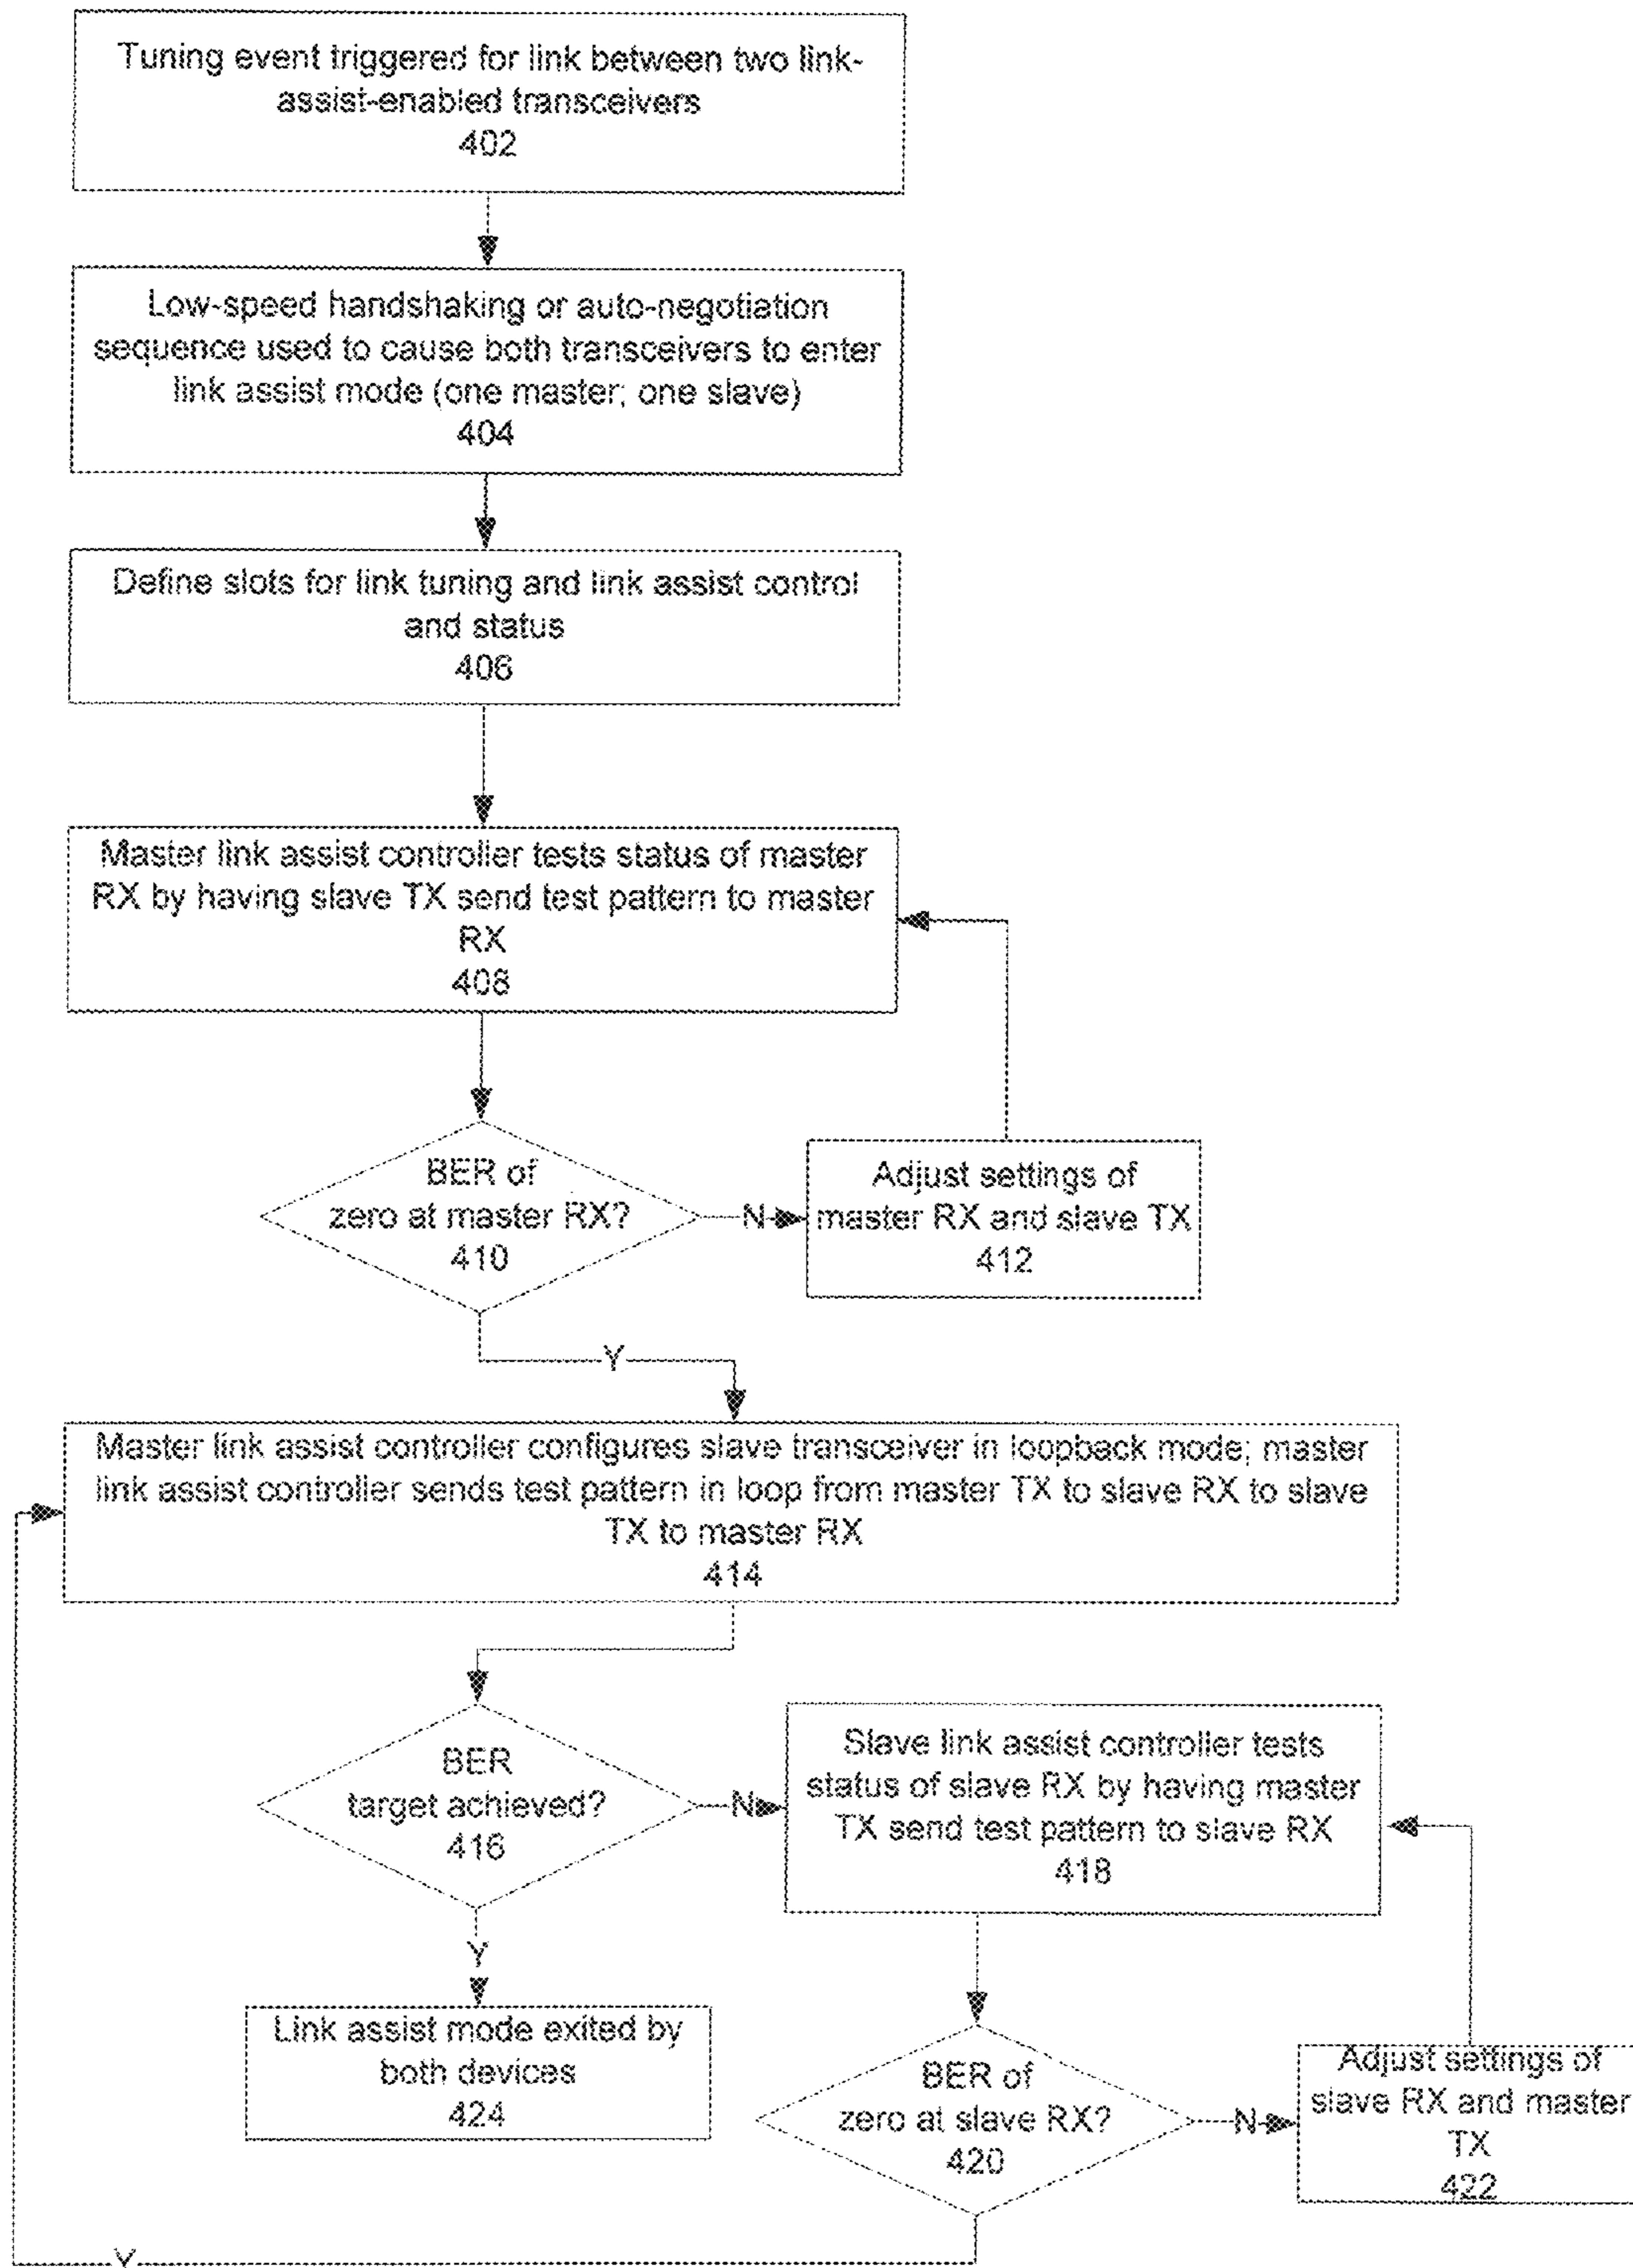 Tuning event triggered for link between two link-
assist-enabled transceivers
402
Low-speed handshaking or auto-negotiation
sequence used to cause both transceivers to enter
link assist mode (one master; one slave)
404
Define slots for link tuning and link assist control
and status
406
Master link assist controller tests status of master
RX by having slave TX send test pattern to master
RX
408
BER of
zero at master RX?
410
N
Adjust settings of
master RX and slave TX
412
Y
Master link assist controller configures slave transceiver in loopback mode; master
link assist controller sends test pattern in loop from master TX to slave RX to slave
TX to master RX
414
BER
target achieved?
416
N
Slave link assist controller tests
status of slave RX by having master
TX send test pattern to slave RX
418
Y
Link assist mode exited by
both devices
424
BER of
zero at slave RX?
420
N
Adjust settings of
slave RX and master
TX
422
Y